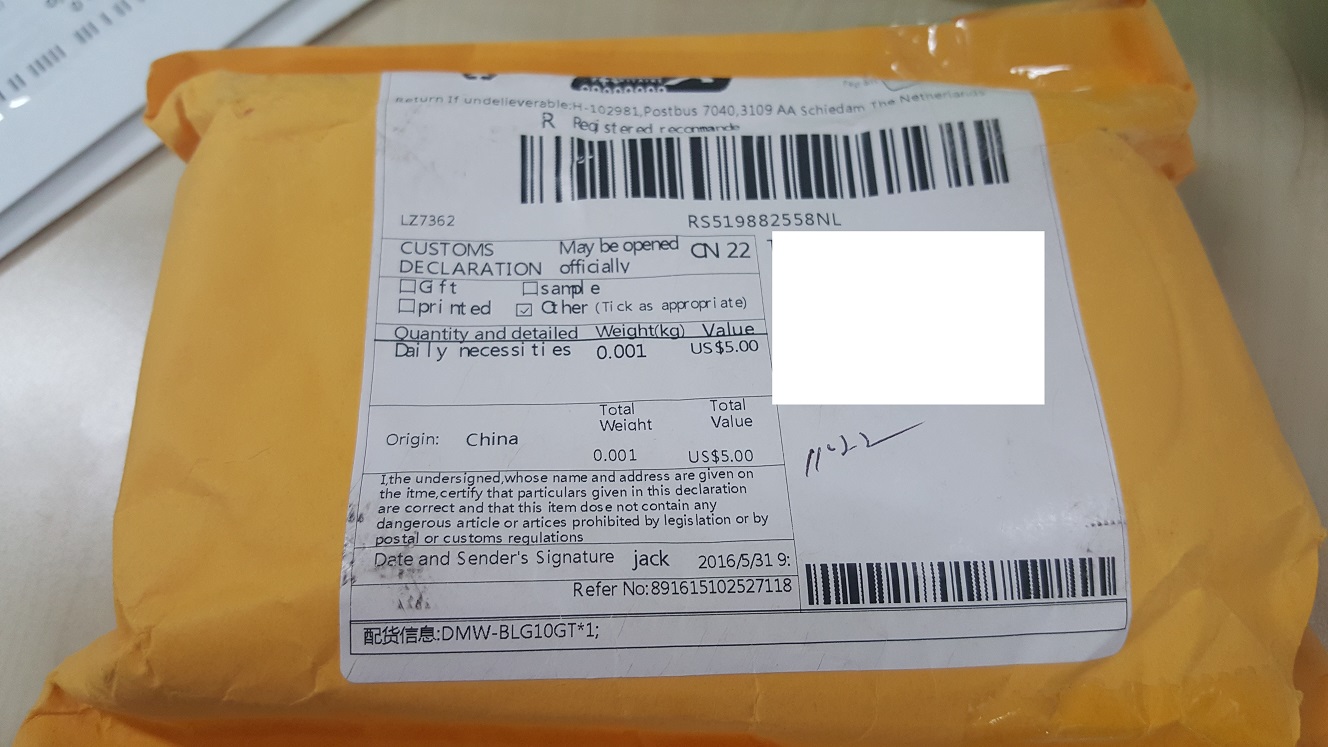 Return If undelieverable:H-102981,Postbus 7040,3109 AA Schiedam The Netherlands
R Registered recommande
LZ7362 RS519882558NL
CUSTOMS DECLARATION May be opened officially CN 22
☐Gift ☐sample
☐printed ☑Other (Tick as appropriate)
Quantity and detailed Weight(kg) Value
Daily necessities 0.001 US$5.00
Total Weight Total Value
Origin: China
0.001 US$5.00
I,the undersigned,whose name and address are given on
the itme,certify that particulars given in this declaration
are correct and that this item dose not contain any
dangerous article or artices prohibited by legislation or by
postal or customs regulations
Date and Sender's Signature jack 2016/5/31 9:
Refer No:891615102527118
配货信息:DMW-BLG10GT*1;